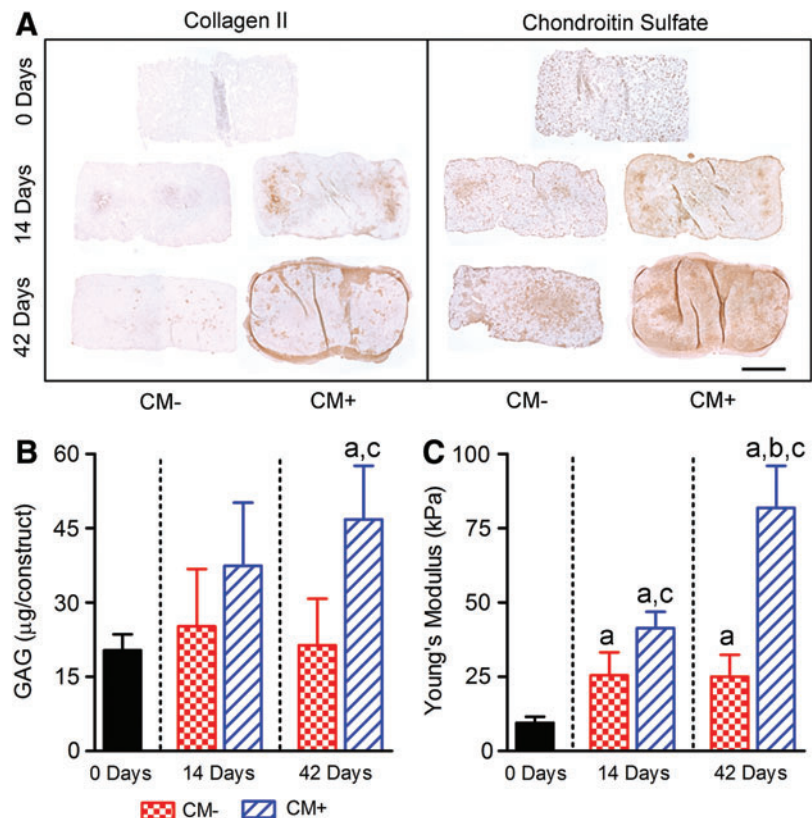 A
Collagen II
Chondroitin Sulfate
0 Days
14 Days
42 Days
CM-
CM+
CM-
CM+
B
60
45
30
15
0
GAG (µg/construct)
a,c
0 Days
14 Days
42 Days
CM-
CM+
C
100
75
50
25
0
Young's Modulus (kPa)
a
a,c
a
a,b,c
0 Days
14 Days
42 Days